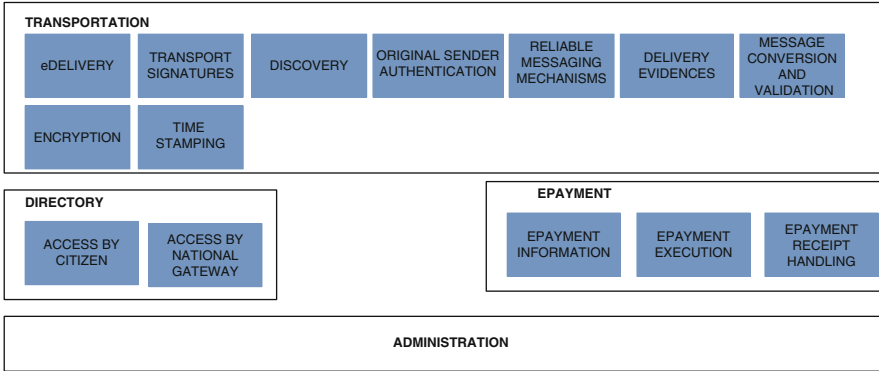 TRANSPORTATION
eDELIVERY
TRANSPORT
SIGNATURES
DISCOVERY
ORIGINAL SENDER
AUTHENTICATION
RELIABLE
MESSAGING
MECHANISMS
DELIVERY
EVIDENCES
MESSAGE
CONVERSION
AND
VALIDATION
ENCRYPTION
TIME
STAMPING
DIRECTORY
ACCESS BY
CITIZEN
ACCESS BY
NATIONAL
GATEWAY
EPAYMENT
EPAYMENT
INFORMATION
EPAYMENT
EXECUTION
EPAYMENT
RECEIPT
HANDLING
ADMINISTRATION